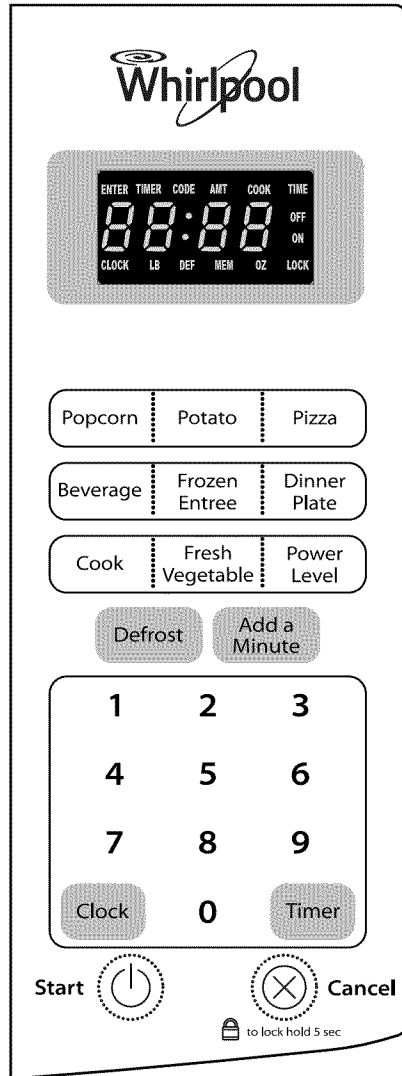 Whirlpool
ENTER TIMER CODE AMT COOK TIME
88:88 OFF
ON
CLOCK LB DEF MEM OZ LOCK
Popcorn Potato Pizza
Beverage Frozen Entree Dinner Plate
Cook Fresh Vegetable Power Level
Defrost Add a Minute
1 2 3
4 5 6
7 8 9
Clock 0 Timer
Start Cancel
to lock hold 5 sec